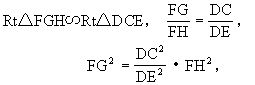 Rt△FGH∽Rt△DCE, FG/FH = DC/DE,
FG² = DC²/DE² · FH²,